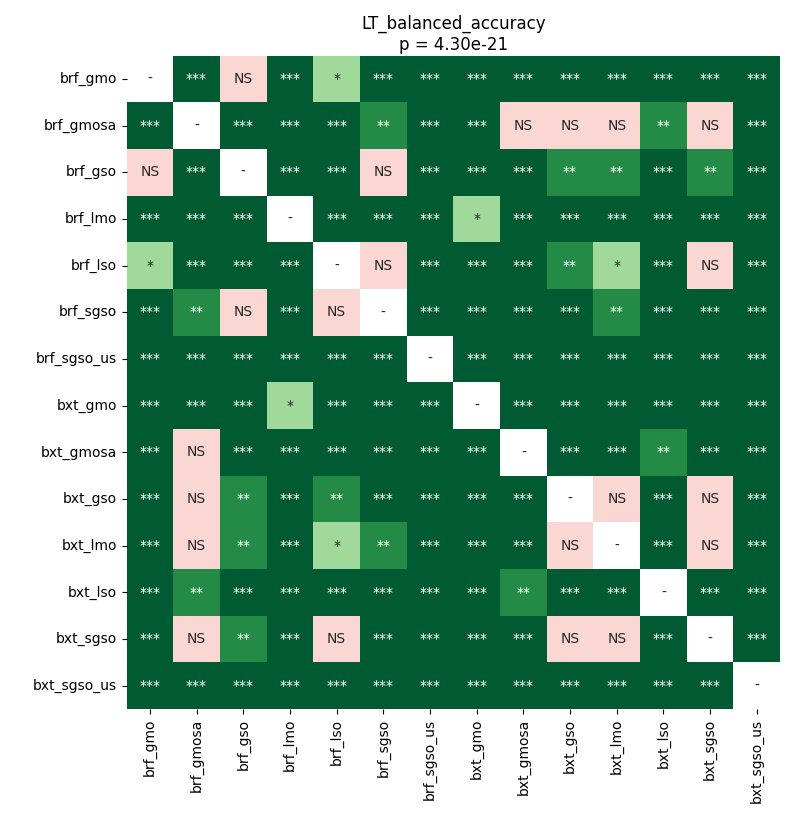 LT_balanced_accuracy
p = 4.30e-21
brf_gmo - *** NS *** * *** *** *** *** *** *** *** *** ***
brf_gmosa *** - *** *** *** ** *** *** NS NS NS ** NS ***
brf_gso NS *** - *** *** NS *** *** *** ** ** *** ** ***
brf_lmo *** *** *** - *** *** *** * *** *** *** *** *** ***
brf_lso * *** *** *** - NS *** *** *** ** * *** NS ***
brf_sgso *** ** NS *** NS - *** *** *** *** ** *** *** ***
brf_sgso_us *** *** *** *** *** *** - *** *** *** *** *** *** ***
bxt_gmo *** *** *** * *** *** *** - *** *** *** *** *** ***
bxt_gmosa *** NS *** *** *** *** *** *** - *** *** ** *** ***
bxt_gso *** NS ** *** ** *** *** *** *** - NS *** NS ***
bxt_lmo *** NS ** *** * ** *** *** *** NS - *** NS ***
bxt_lso *** ** *** *** *** *** *** *** ** *** *** - *** ***
bxt_sgso *** NS ** *** NS *** *** *** *** NS NS *** - ***
bxt_sgso_us *** *** *** *** *** *** *** *** *** *** *** *** *** -
brf_gmo brf_gmosa brf_gso brf_lmo brf_lso brf_sgso brf_sgso_us bxt_gmo bxt_gmosa bxt_gso bxt_lmo bxt_lso bxt_sgso bxt_sgso_us